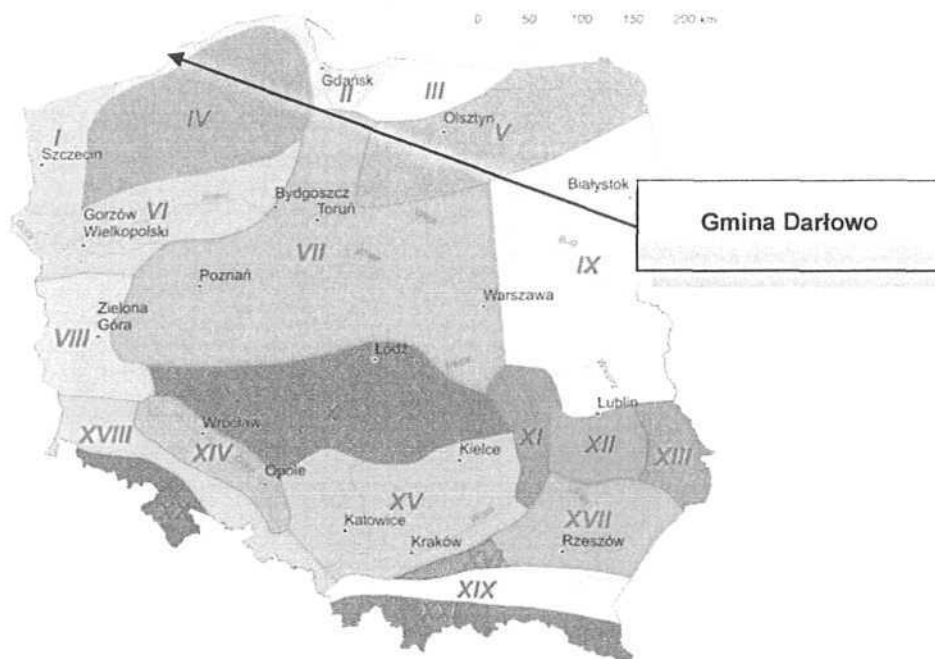 0 50 100 150 200 km
Gdańsk
II
III
IV
Olsztyn
V
I
Szczecin
Białystok
Bydgoszcz
Toruń
Gorzów
Wielkopolski
VI
Gmina Darłowo
VII
IX
Poznań
Warszawa
Zielona
Góra
VIII
Łódź
X
Lublin
Wrocław
XVIII
XIV
Kielce
XI
XII
XIII
Opole
XV
Katowice
Kraków
XVII
Rzeszów
XIX